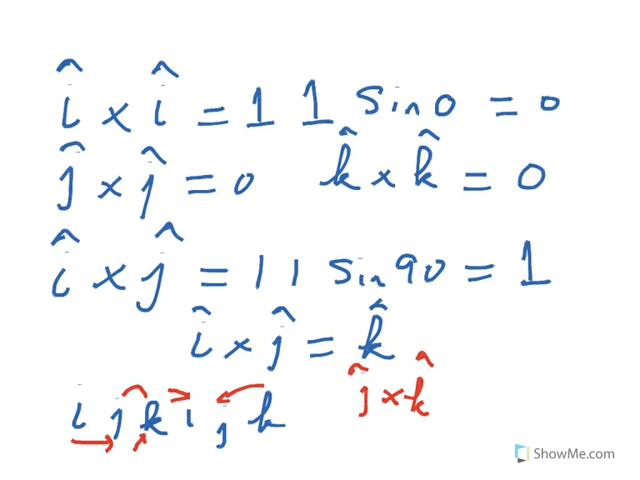 î × î = 1 1 sin 0 = 0
ĵ × ĵ = 0 k̂ × k̂ = 0
î × ĵ = 1 1 sin 90 = 1
î × ĵ = k̂
ĵ × k̂
i j k i j k
ShowMe.com